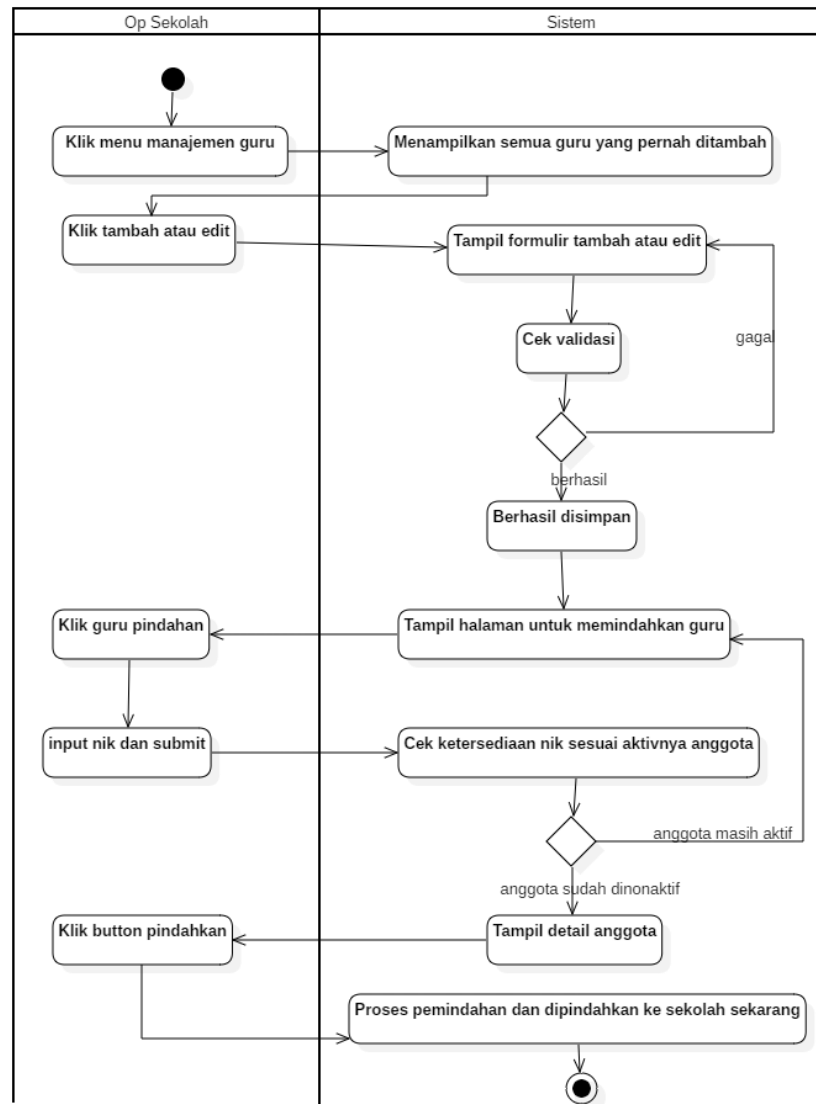 Op Sekolah
Sistem
Klik menu manajemen guru
Menampilkan semua guru yang pernah ditambah
Klik tambah atau edit
Tampil formulir tambah atau edit
Cek validasi
gagal
berhasil
Berhasil disimpan
Klik guru pindahan
Tampil halaman untuk memindahkan guru
input nik dan submit
Cek ketersediaan nik sesuai aktivnya anggota
anggota masih aktif
anggota sudah dinonaktif
Klik button pindahkan
Tampil detail anggota
Proses pemindahan dan dipindahkan ke sekolah sekarang